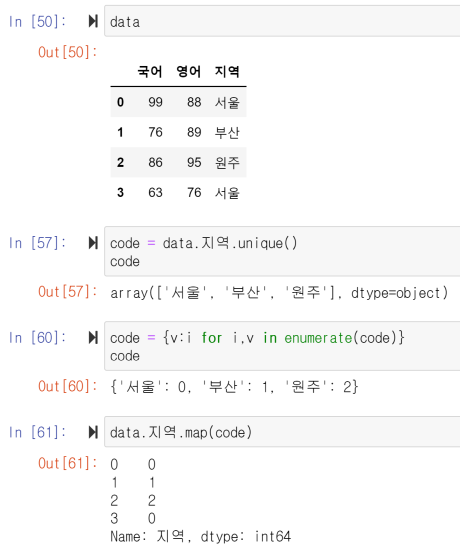 In [50]: data
Out[50]:
국어 영어 지역
0 99 88 서울
1 76 89 부산
2 86 95 원주
3 63 76 서울
In [57]: code = data.지역.unique()
code
Out[57]: array(['서울', '부산', '원주'], dtype=object)
In [60]: code = {v:i for i,v in enumerate(code)}
code
Out[60]: {'서울': 0, '부산': 1, '원주': 2}
In [61]: data.지역.map(code)
Out[61]: 0 0
1 1
2 2
3 0
Name: 지역, dtype: int64